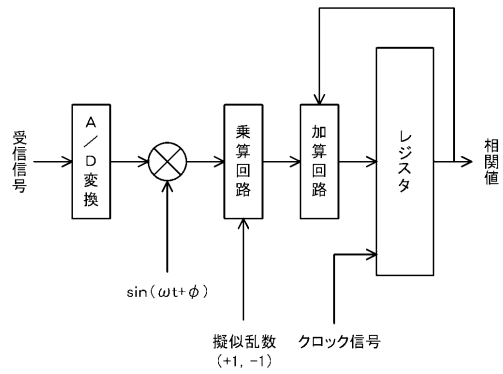 受信信号
A/D変換
sin(ωt+φ)
乗算回路
擬似乱数
(+1, -1)
加算回路
クロック信号
レジスタ
相関値